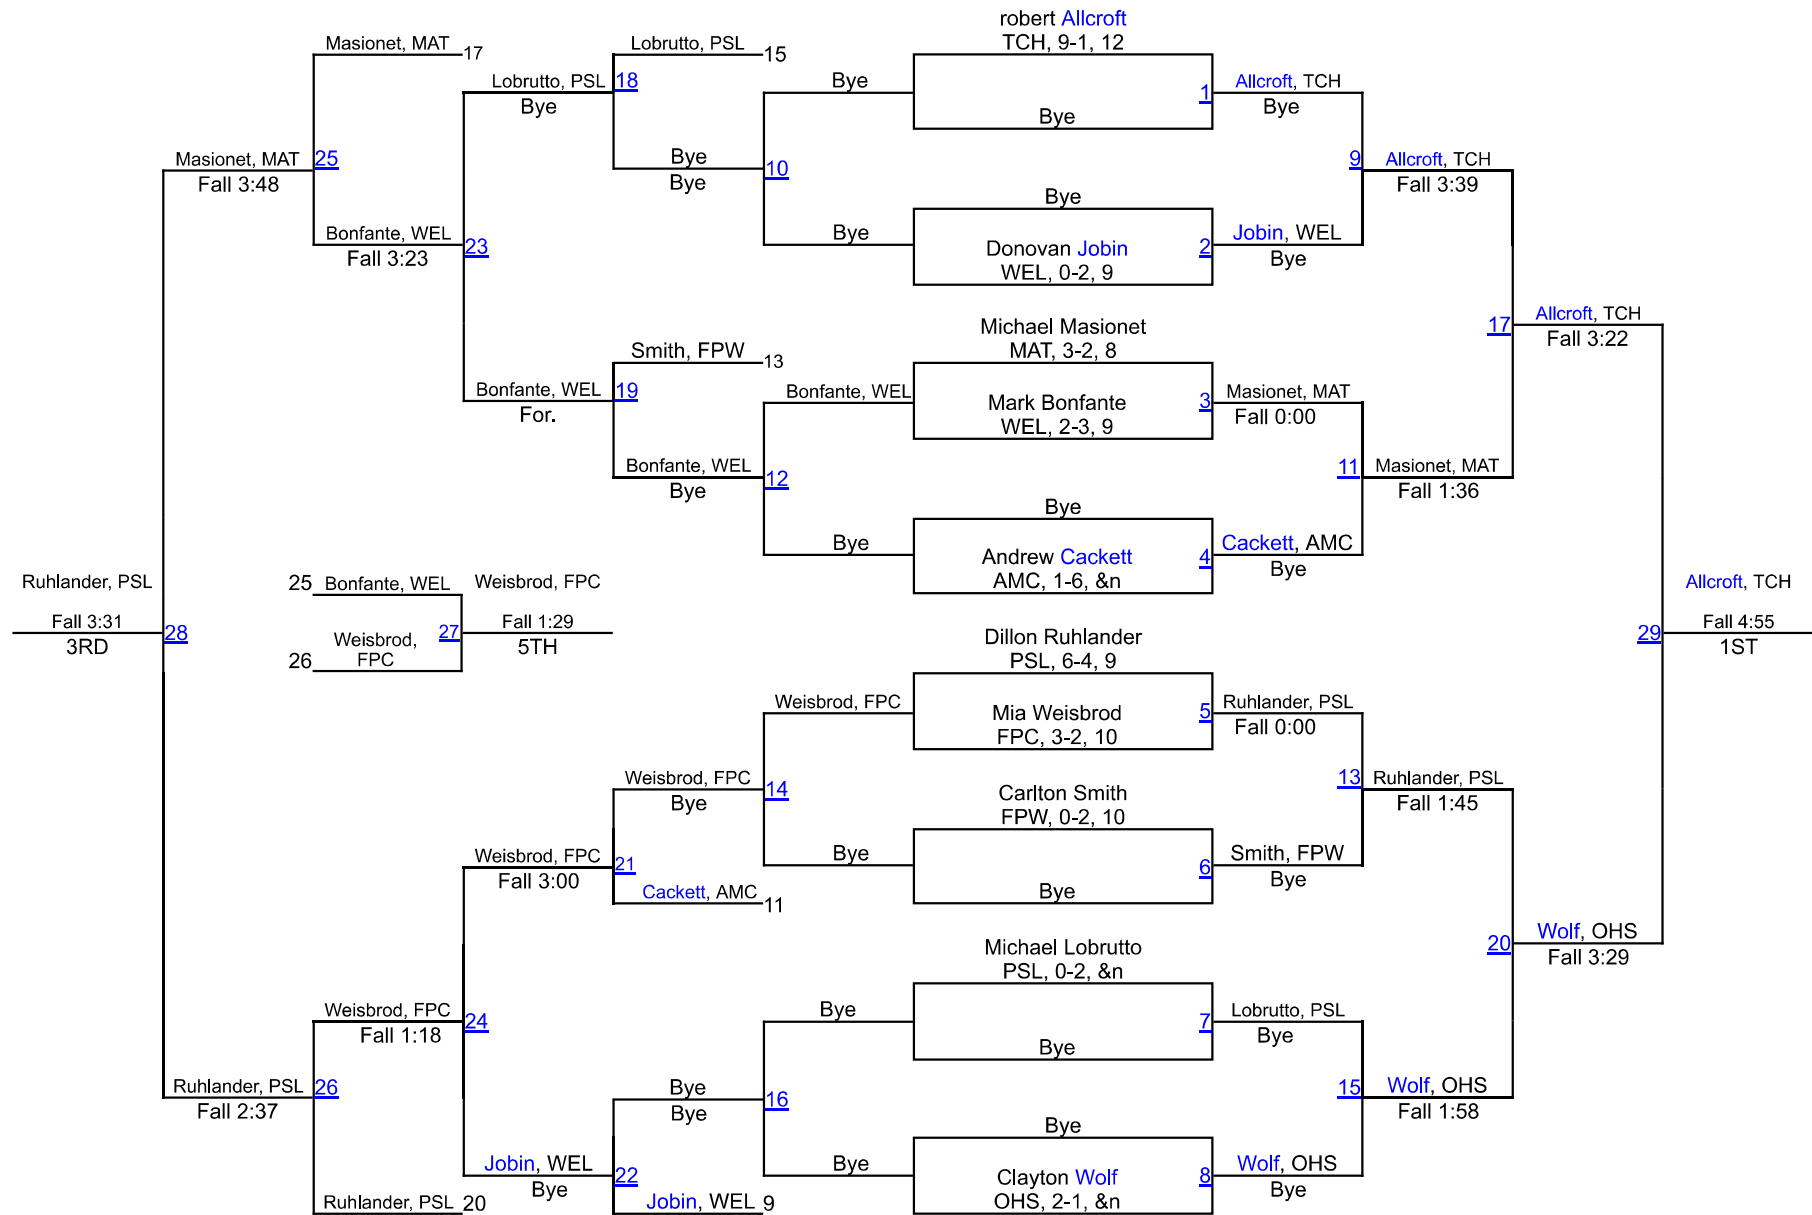 robert Allcroft
TCH, 9-1, 12
Masionet, MAT
17
Lobrutto, PSL
15
Lobrutto, PSL
Bye
18
Bye
Bye
1
Allcroft, TCH
Bye
Masionet, MAT
Fall 3:48
25
Bye
Bye
10
9
Allcroft, TCH
Fall 3:39
Bonfante, WEL
Fall 3:23
23
Bye
Bye
Donovan Jobin
WEL, 0-2, 9
2
Jobin, WEL
Bye
17
Allcroft, TCH
Fall 3:22
Smith, FPW
13
Michael Masionet
MAT, 3-2, 8
Bonfante, WEL
For.
19
Bonfante, WEL
Mark Bonfante
WEL, 2-3, 9
3
Masionet, MAT
Fall 0:00
Bonfante, WEL
Bye
12
11
Masionet, MAT
Fall 1:36
Bye
Bye
Andrew Cackett
AMC, 1-6, &n
4
Cackett, AMC
Bye
Ruhlander, PSL
Fall 3:31
3RD
28
25
Bonfante, WEL
26
Weisbrod,
FPC
27
Weisbrod, FPC
Fall 1:29
5TH
29
Allcroft, TCH
Fall 4:55
1ST
Dillon Ruhlander
PSL, 6-4, 9
Weisbrod, FPC
Mia Weisbrod
FPC, 3-2, 10
5
Ruhlander, PSL
Fall 0:00
Weisbrod, FPC
Bye
14
13
Ruhlander, PSL
Fall 1:45
Carlton Smith
FPW, 0-2, 10
Weisbrod, FPC
Fall 3:00
21
Bye
Bye
6
Smith, FPW
Bye
Cackett, AMC
11
20
Wolf, OHS
Fall 3:29
Michael Lobrutto
PSL, 0-2, &n
Weisbrod, FPC
Fall 1:18
24
Bye
Bye
7
Lobrutto, PSL
Bye
Ruhlander, PSL
Fall 2:37
26
Bye
Bye
16
15
Wolf, OHS
Fall 1:58
Bye
Jobin, WEL
Bye
22
Bye
Clayton Wolf
OHS, 2-1, &n
8
Wolf, OHS
Bye
Ruhlander, PSL
20
Jobin, WEL
9